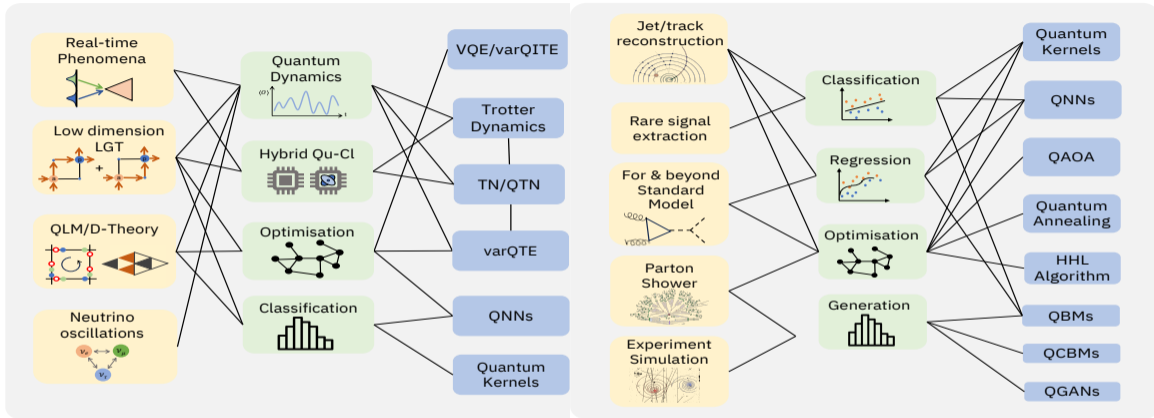 Real-time
Phenomena
Low dimension
LGT
+
QLM/D-Theory
Neutrino
oscillations
Quantum
Dynamics
⟨O⟩
t
Hybrid Qu-Cl
Optimisation
Classification
VQE/varQITE
Trotter
Dynamics
TN/QTN
varQTE
QNNs
Quantum
Kernels
Jet/track
reconstruction
Rare signal
extraction
For & beyond
Standard
Model
Parton
Shower
Experiment
Simulation
Classification
Regression
Optimisation
Generation
Quantum
Kernels
QNNs
QAOA
Quantum
Annealing
HHL
Algorithm
QBMs
QCBMs
QGANs